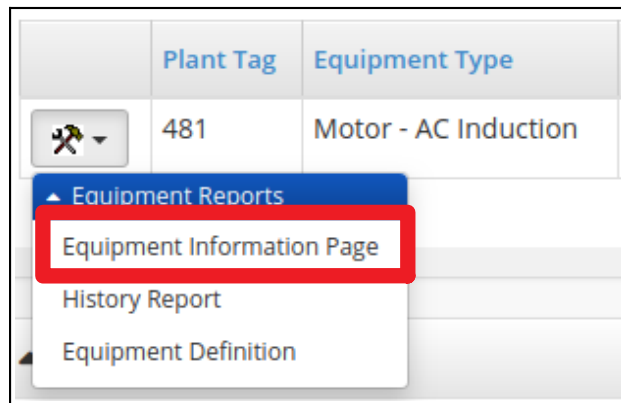 Plant Tag Equipment Type
481 Motor - AC Induction
Equipment Reports
Equipment Information Page
History Report
Equipment Definition